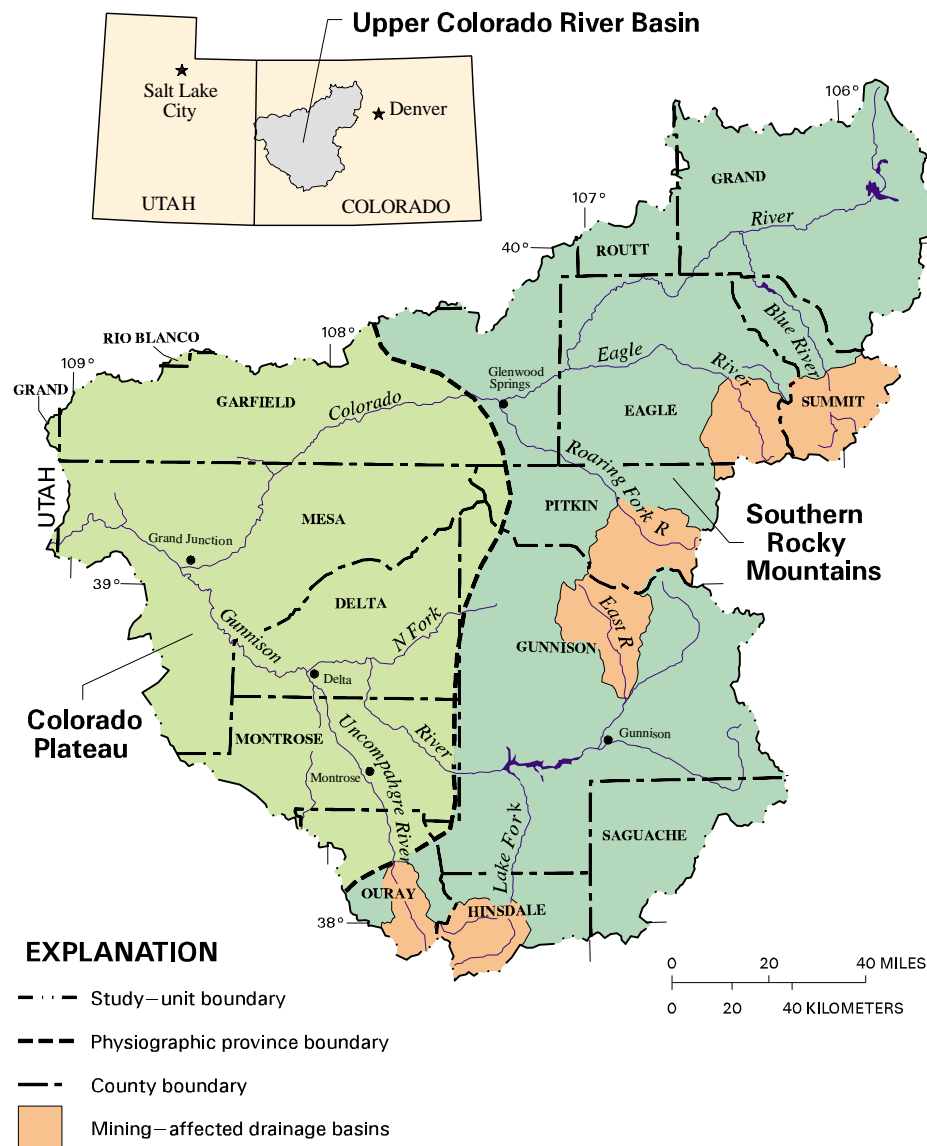 Upper Colorado River Basin
Salt Lake
City
Denver
UTAH
COLORADO
106°
GRAND
107°
River
40°
ROUTT
Blue River
108°
RIO BLANCO
109°
Eagle
River
Glenwood
Springs
GRAND
GARFIELD
Colorado
EAGLE
SUMMIT
Roaring Fork R
UTAH
MESA
PITKIN
Southern
Rocky
Mountains
Grand Junction
39°
DELTA
East R
Gunnison
N Fork
GUNNISON
Delta
Colorado
Plateau
MONTROSE
Uncompahgre River
River
Gunnison
Montrose
Lake Fork
SAGUACHE
OURAY
HINSDALE
38°
EXPLANATION
0 20 40 MILES
0 20 40 KILOMETERS
Study–unit boundary
Physiographic province boundary
County boundary
Mining–affected drainage basins